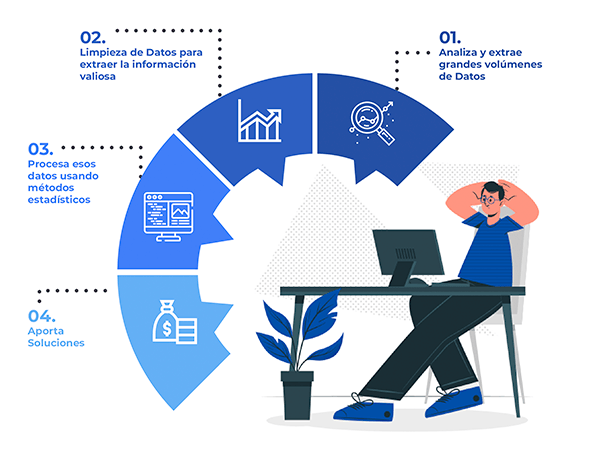 01.
Analiza y extrae
grandes volúmenes
de Datos
02.
Limpieza de Datos para
extraer la información
valiosa
03.
Procesa esos
datos usando
métodos
estadísticos
04.
Aporta
Soluciones
$